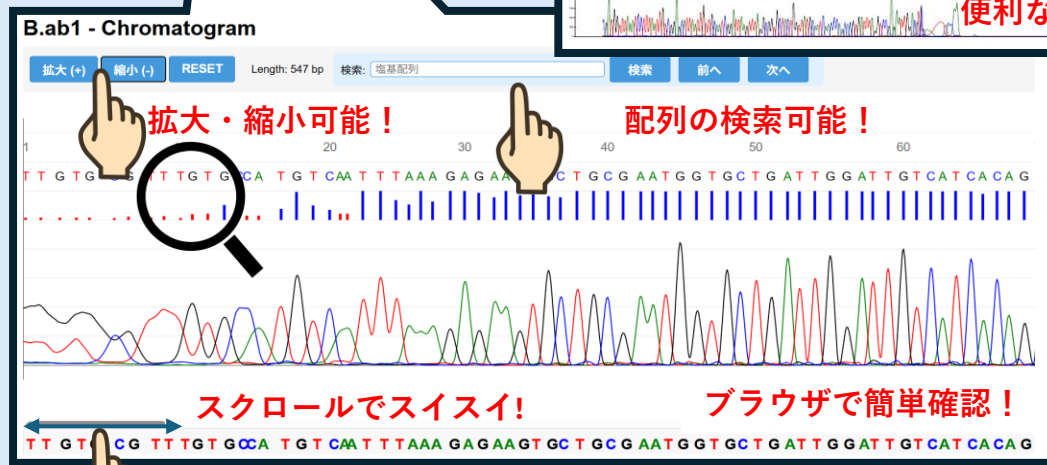 便利な
B.ab1 - Chromatogram
拡大 (+) 縮小 (-) RESET Length: 547 bp 検索: 塩基配列 検索 前へ 次へ
拡大・縮小可能！ 配列の検索可能！
1 20 30 40 50 60
T T G T G C G T T T G T G C C A T G T C A A T T T A A A G A G A A C T G C G A A T G G T G C T G A T T G G A T T G T C A T C A C A G
スクロールでスイスイ! ブラウザで簡単確認！
T T G T C G T T T G T G C C A T G T C A A T T T A A A G A G A A G T G C T G C G A A T G G T G C T G A T T G G A T T G T C A T C A C A G